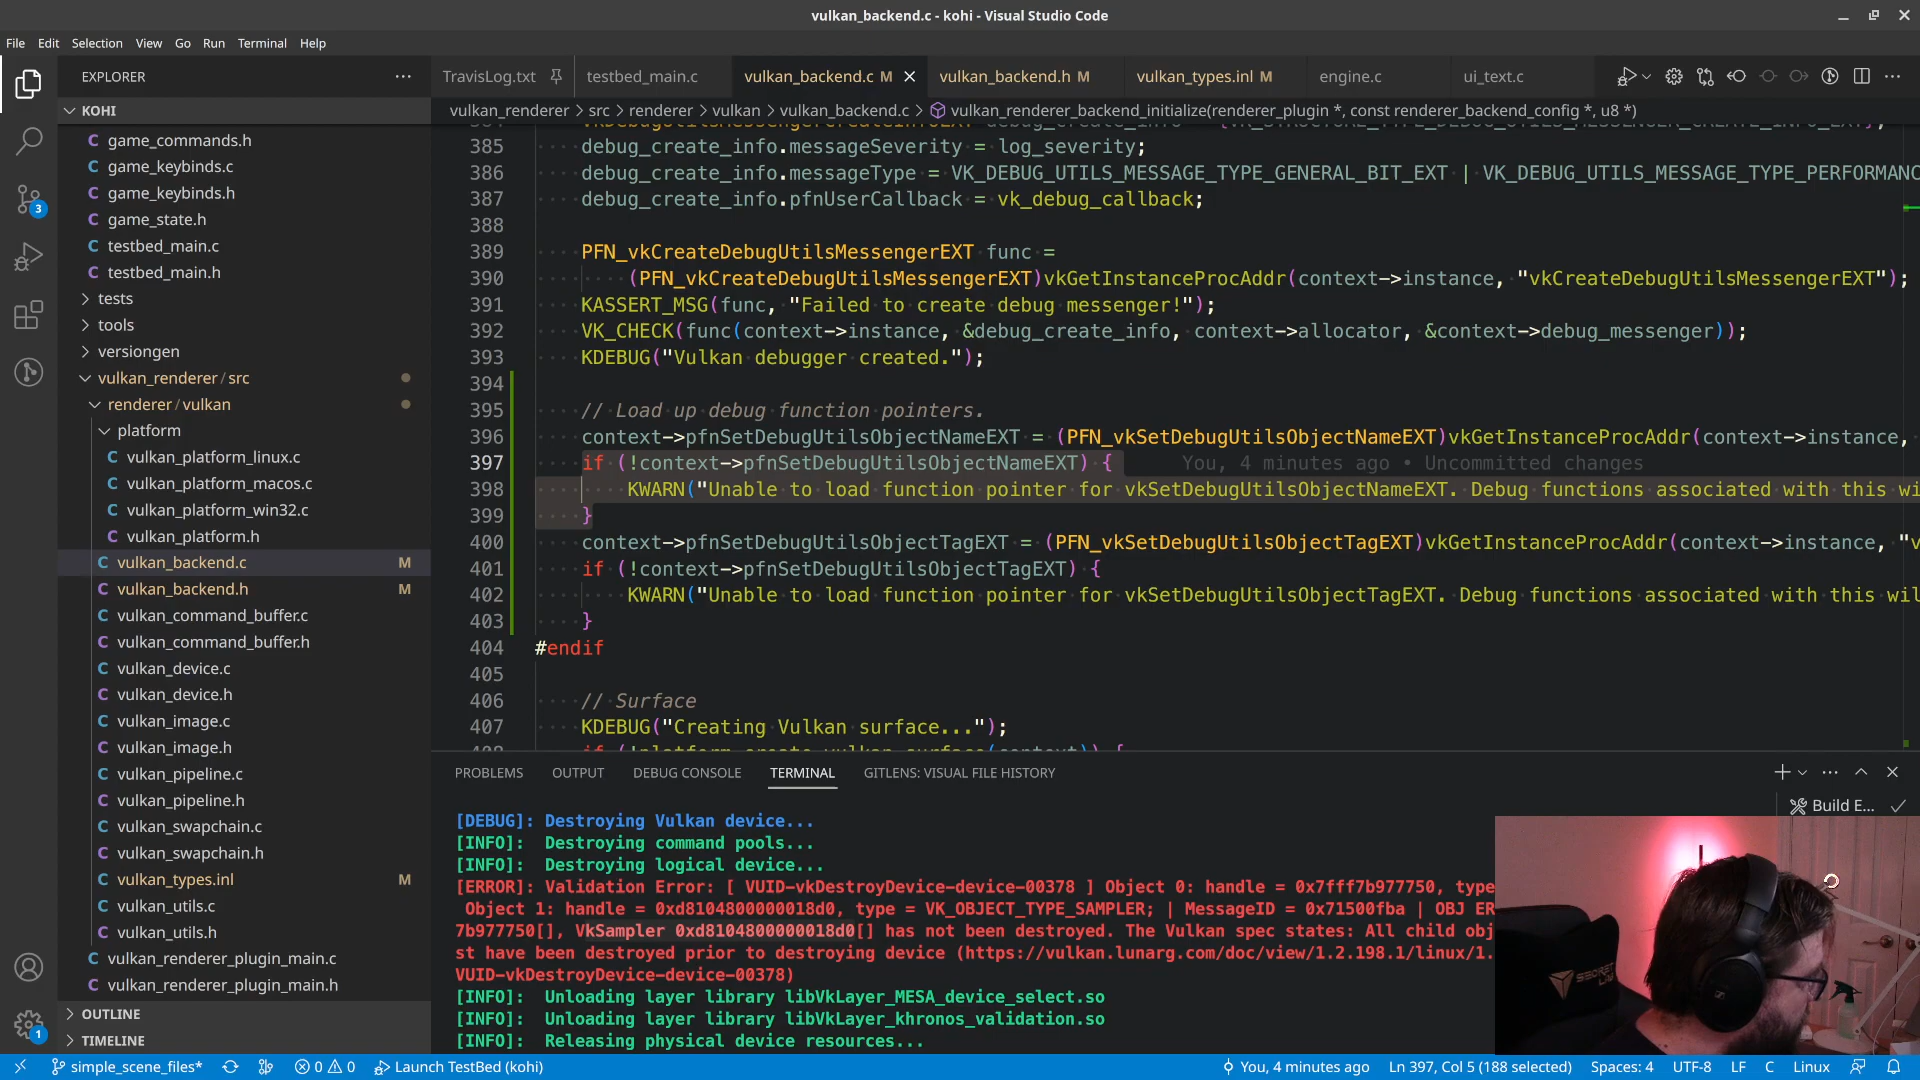 vulkan_backend.c - kohi - Visual Studio Code
File Edit Selection View Go Run Terminal Help
EXPLORER
TravisLog.txt testbed_main.c vulkan_backend.c M vulkan_backend.h M vulkan_types.inl M engine.c ui_text.c
KOHI
vulkan_renderer > src > renderer > vulkan > vulkan_backend.c > vulkan_renderer_backend_initialize(renderer_plugin *, const renderer_backend_config *, u8 *)
game_commands.h
game_keybinds.c
game_keybinds.h
game_state.h
testbed_main.c
testbed_main.h
tests
tools
versiongen
vulkan_renderer / src
renderer / vulkan
platform
vulkan_platform_linux.c
vulkan_platform_macos.c
vulkan_platform_win32.c
vulkan_platform.h
vulkan_backend.c M
vulkan_backend.h M
vulkan_command_buffer.c
vulkan_command_buffer.h
vulkan_device.c
vulkan_device.h
vulkan_image.c
vulkan_image.h
vulkan_pipeline.c
vulkan_pipeline.h
vulkan_swapchain.c
vulkan_swapchain.h
vulkan_types.inl M
vulkan_utils.c
vulkan_utils.h
vulkan_renderer_plugin_main.c
vulkan_renderer_plugin_main.h
OUTLINE
TIMELINE
3
1
385 debug_create_info.messageSeverity = log_severity;
386 debug_create_info.messageType = VK_DEBUG_UTILS_MESSAGE_TYPE_GENERAL_BIT_EXT | VK_DEBUG_UTILS_MESSAGE_TYPE_PERFORMANC
387 debug_create_info.pfnUserCallback = vk_debug_callback;
388
389 PFN_vkCreateDebugUtilsMessengerEXT func =
390 (PFN_vkCreateDebugUtilsMessengerEXT)vkGetInstanceProcAddr(context->instance, "vkCreateDebugUtilsMessengerEXT");
391 KASSERT_MSG(func, "Failed to create debug messenger!");
392 VK_CHECK(func(context->instance, &debug_create_info, context->allocator, &context->debug_messenger));
393 KDEBUG("Vulkan debugger created.");
394
395 // Load up debug function pointers.
396 context->pfnSetDebugUtilsObjectNameEXT = (PFN_vkSetDebugUtilsObjectNameEXT)vkGetInstanceProcAddr(context->instance,
397 if (!context->pfnSetDebugUtilsObjectNameEXT) { You, 4 minutes ago • Uncommitted changes
398 KWARN("Unable to load function pointer for vkSetDebugUtilsObjectNameEXT. Debug functions associated with this wi
399 }
400 context->pfnSetDebugUtilsObjectTagEXT = (PFN_vkSetDebugUtilsObjectTagEXT)vkGetInstanceProcAddr(context->instance, "v
401 if (!context->pfnSetDebugUtilsObjectTagEXT) {
402 KWARN("Unable to load function pointer for vkSetDebugUtilsObjectTagEXT. Debug functions associated with this wil
403 }
404 #endif
405
406 // Surface
407 KDEBUG("Creating Vulkan surface...");
PROBLEMS OUTPUT DEBUG CONSOLE TERMINAL GITLENS: VISUAL FILE HISTORY
Build E...
[DEBUG]: Destroying Vulkan device...
[INFO]: Destroying command pools...
[INFO]: Destroying logical device...
[ERROR]: Validation Error: [ VUID-vkDestroyDevice-device-00378 ] Object 0: handle = 0x7fff7b977750, type
Object 1: handle = 0xd8104800000018d0, type = VK_OBJECT_TYPE_SAMPLER; | MessageID = 0x71500fba | OBJ ER
7b977750[], VkSampler 0xd8104800000018d0[] has not been destroyed. The Vulkan spec states: All child obj
st have been destroyed prior to destroying device (https://vulkan.lunarg.com/doc/view/1.2.198.1/linux/1.
VUID-vkDestroyDevice-device-00378)
[INFO]: Unloading layer library libVkLayer_MESA_device_select.so
[INFO]: Unloading layer library libVkLayer_khronos_validation.so
[INFO]: Releasing physical device resources...
simple_scene_files* 0 0 Launch TestBed (kohi) You, 4 minutes ago Ln 397, Col 5 (188 selected) Spaces: 4 UTF-8 LF C Linux